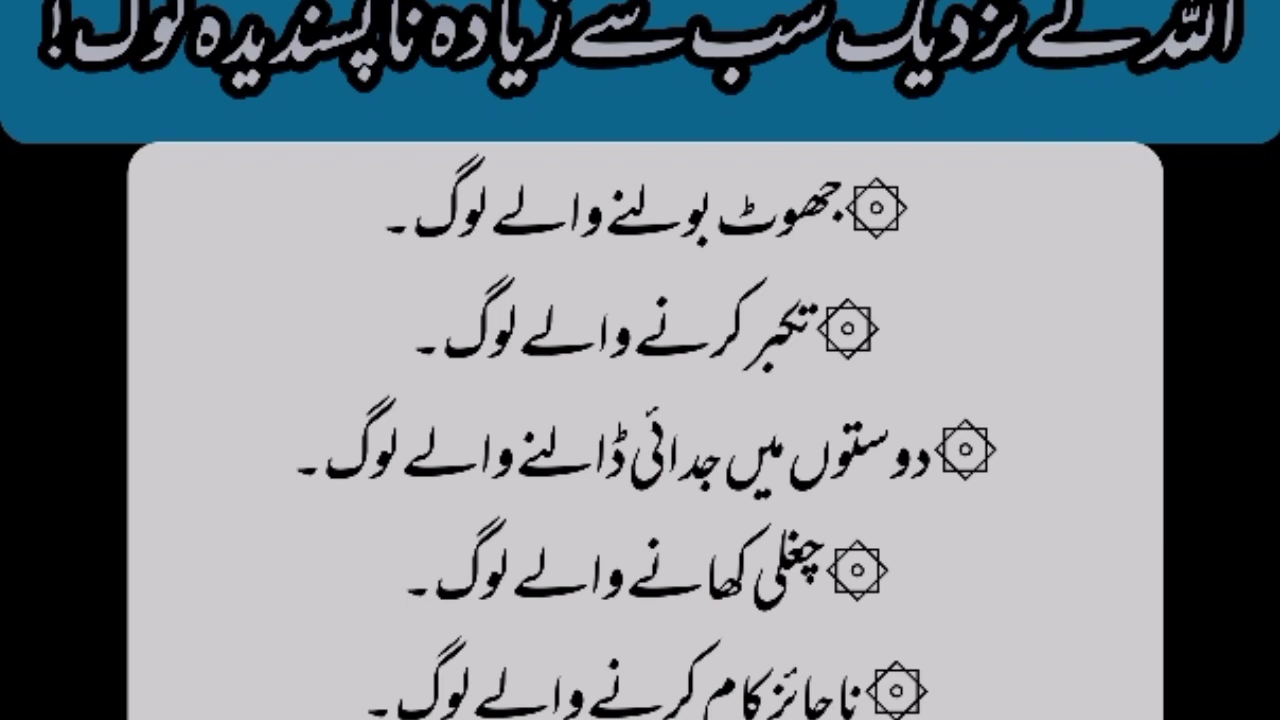 اللہ کے نزدیک سب سے زیادہ ناپسندیدہ لوگ!
۞جھوٹ بولنے والے لوگ۔
۞تکبر کرنے والے لوگ۔
۞دوستوں میں جدائی ڈالنے والے لوگ۔
۞چغلی کھانے والے لوگ۔
۞ناجائز کام کرنے والے لوگ۔